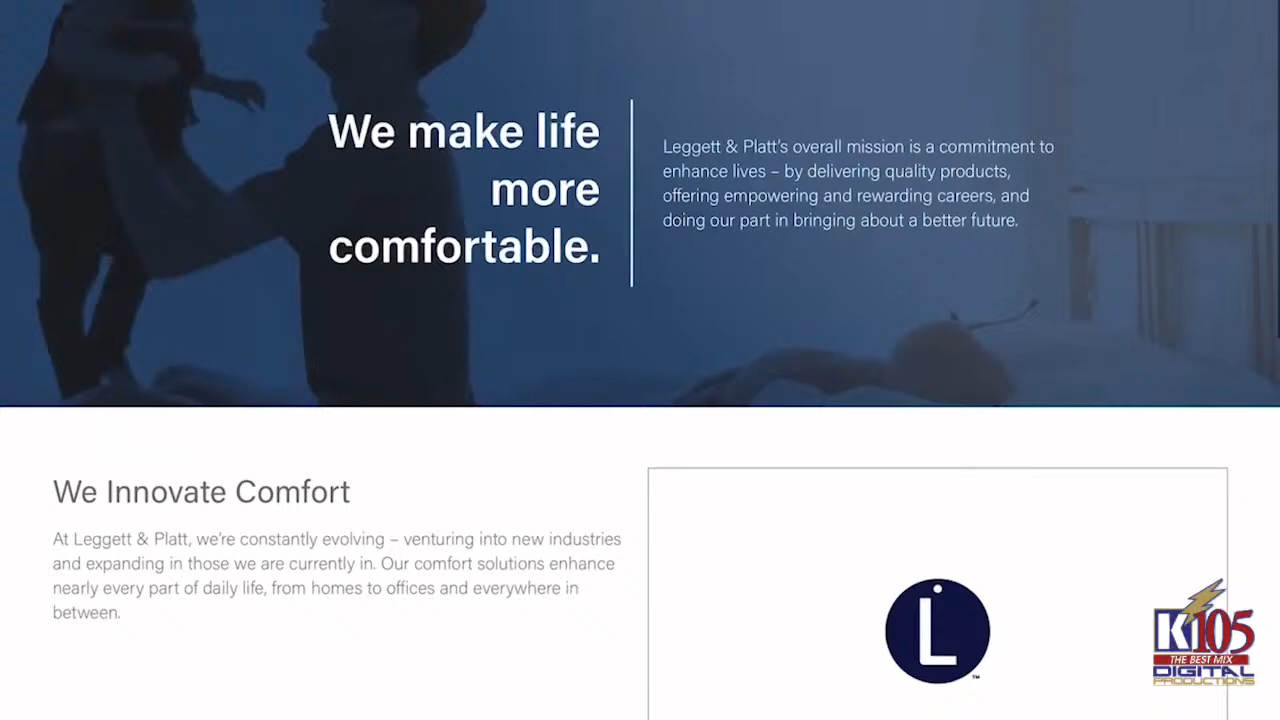 We make life
more
comfortable.
Leggett & Platt's overall mission is a commitment to
enhance lives – by delivering quality products,
offering empowering and rewarding careers, and
doing our part in bringing about a better future.
We Innovate Comfort
At Leggett & Platt, we're constantly evolving – venturing into new industries
and expanding in those we are currently in. Our comfort solutions enhance
nearly every part of daily life, from homes to offices and everywhere in
between.
L
™
K105
THE BEST MIX
DIGITAL
PRODUCTIONS